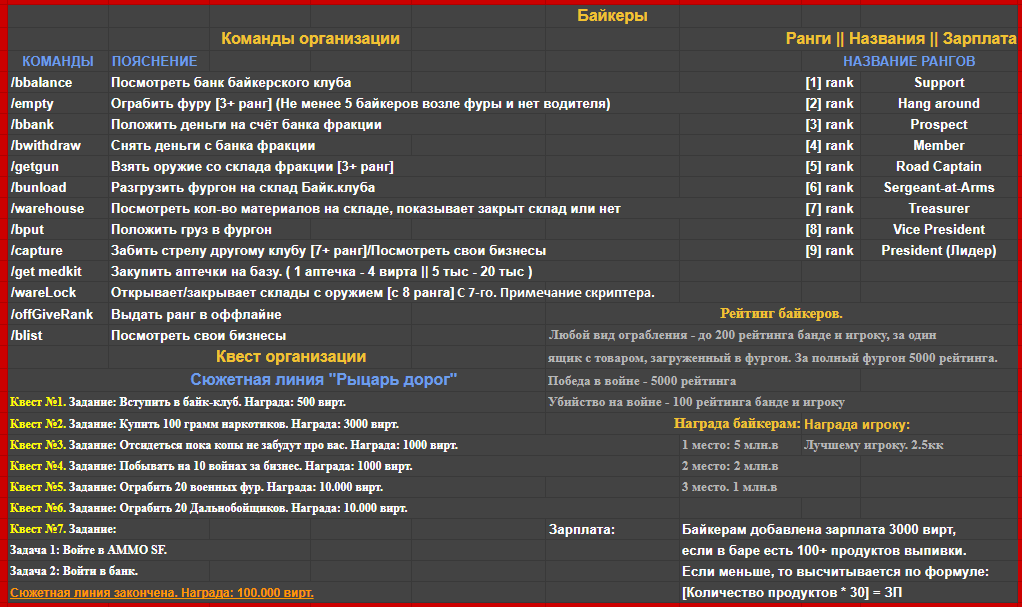 Байкеры
Команды организации
Ранги || Названия || Зарплата
КОМАНДЫ ПОЯСНЕНИЕ
НАЗВАНИЕ РАНГОВ
/bbalance Посмотреть банк байкерского клуба
[1] rank Support
/empty Ограбить фуру [3+ ранг] (Не менее 5 байкеров возле фуры и нет водителя)
[2] rank Hang around
/bbank Положить деньги на счёт банка фракции
[3] rank Prospect
/bwithdraw Снять деньги с банка фракции
[4] rank Member
/getgun Взять оружие со склада фракции [3+ ранг]
[5] rank Road Captain
/bunload Разгрузить фургон на склад Байк.клуба
[6] rank Sergeant-at-Arms
/warehouse Посмотреть кол-во материалов на складе, показывает закрыт склад или нет
[7] rank Treasurer
/bput Положить груз в фургон
[8] rank Vice President
/capture Забить стрелу другому клубу [7+ ранг]/Посмотреть свои бизнесы
[9] rank President (Лидер)
/get medkit Закупить аптечки на базу. ( 1 аптечка - 4 вирта || 5 тыс - 20 тыс )
/wareLock Открывает/закрывает склады с оружием [с 8 ранга] С 7-го. Примечание скриптера.
/offGiveRank Выдать ранг в оффлайне
/blist Посмотреть свои бизнесы
Рейтинг байкеров.
Любой вид ограбления - до 200 рейтинга банде и игроку, за один
ящик с товаром, загруженный в фургон. За полный фургон 5000 рейтинга.
Победа в войне - 5000 рейтинга
Убийство на войне - 100 рейтинга банде и игроку
Квест организации
Сюжетная линия "Рыцарь дорог"
Квест №1. Задание: Вступить в байк-клуб. Награда: 500 вирт.
Квест №2. Задание: Купить 100 грамм наркотиков. Награда: 3000 вирт.
Квест №3. Задание: Отсидеться пока копы не забудут про вас. Награда: 1000 вирт.
Квест №4. Задание: Побывать на 10 войнах за бизнес. Награда: 1000 вирт.
Квест №5. Задание: Ограбить 20 военных фур. Награда: 10.000 вирт.
Квест №6. Задание: Ограбить 20 Дальнобойщиков. Награда: 10.000 вирт.
Квест №7. Задание:
Задача 1: Войте в AMMO SF.
Задача 2: Войти в банк.
Сюжетная линия закончена. Награда: 100.000 вирт.
Награда байкерам: Награда игроку:
1 место: 5 млн.в Лучшему игроку. 2.5кк
2 место: 2 млн.в
3 место. 1 млн.в
Зарплата: Байкерам добавлена зарплата 3000 вирт,
если в баре есть 100+ продуктов выпивки.
Если меньше, то высчитывается по формуле:
[Количество продуктов * 30] = ЗП